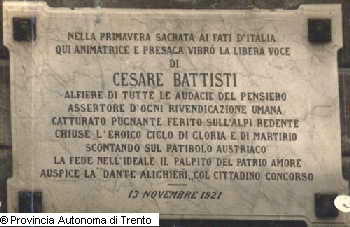 NELLA PRIMAVERA SACRATA AI FATI D'ITALIA
QUI ANIMATRICE E PRESAGA VIBRÒ LA LIBERA VOCE
DI
CESARE BATTISTI
ALFIERE DI TUTTE LE AUDACIE DEL PENSIERO
ASSERTORE D'OGNI RIVENDICAZIONE UMANA
CATTURATO PUGNANTE FERITO SULL'ALPI REDENTE
CHIUSE L'EROICO CICLO DI GLORIA E DI MARTIRIO
SCONTANDO SUL PATIBOLO AUSTRIACO
LA FEDE NELL'IDEALE IL PALPITO DEL PATRIO AMORE
AUSPICE LA "DANTE ALIGHIERI" COL CITTADINO CONCORSO
13 NOVEMBRE 1921
© Provincia Autonoma di Trento